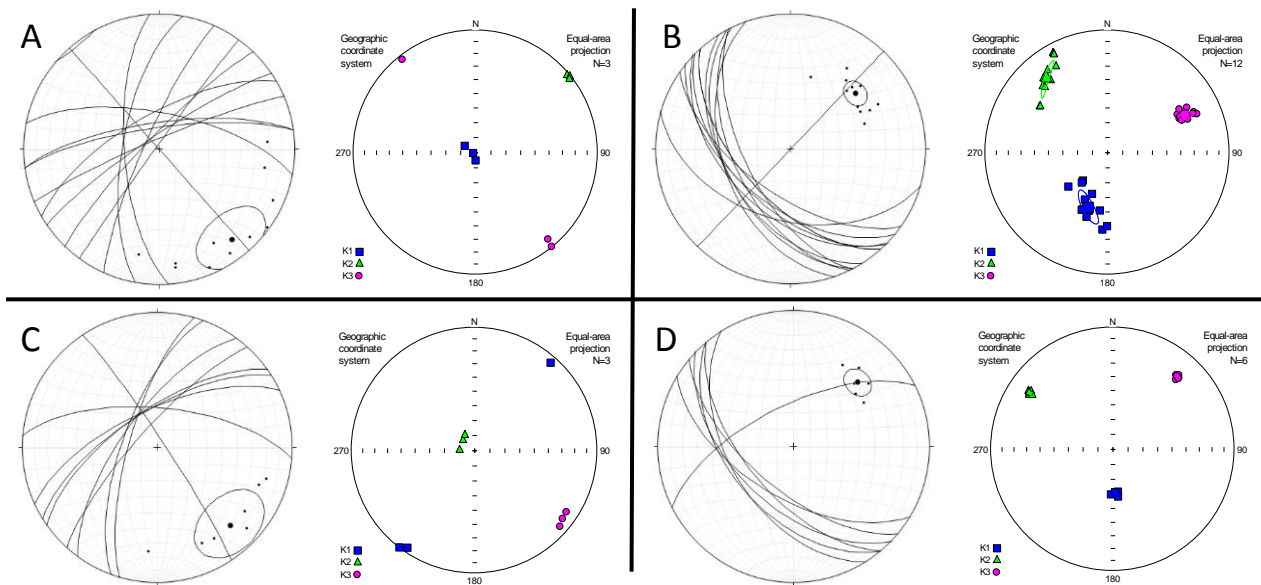 A
Geographic
coordinate
system
N
Equal-area
projection
N=3
270
90
180
K1
K2
K3
B
Geographic
coordinate
system
N
Equal-area
projection
N=12
270
90
180
K1
K2
K3
C
Geographic
coordinate
system
N
Equal-area
projection
N=3
270
90
180
K1
K2
K3
D
Geographic
coordinate
system
N
Equal-area
projection
N=6
270
90
180
K1
K2
K3